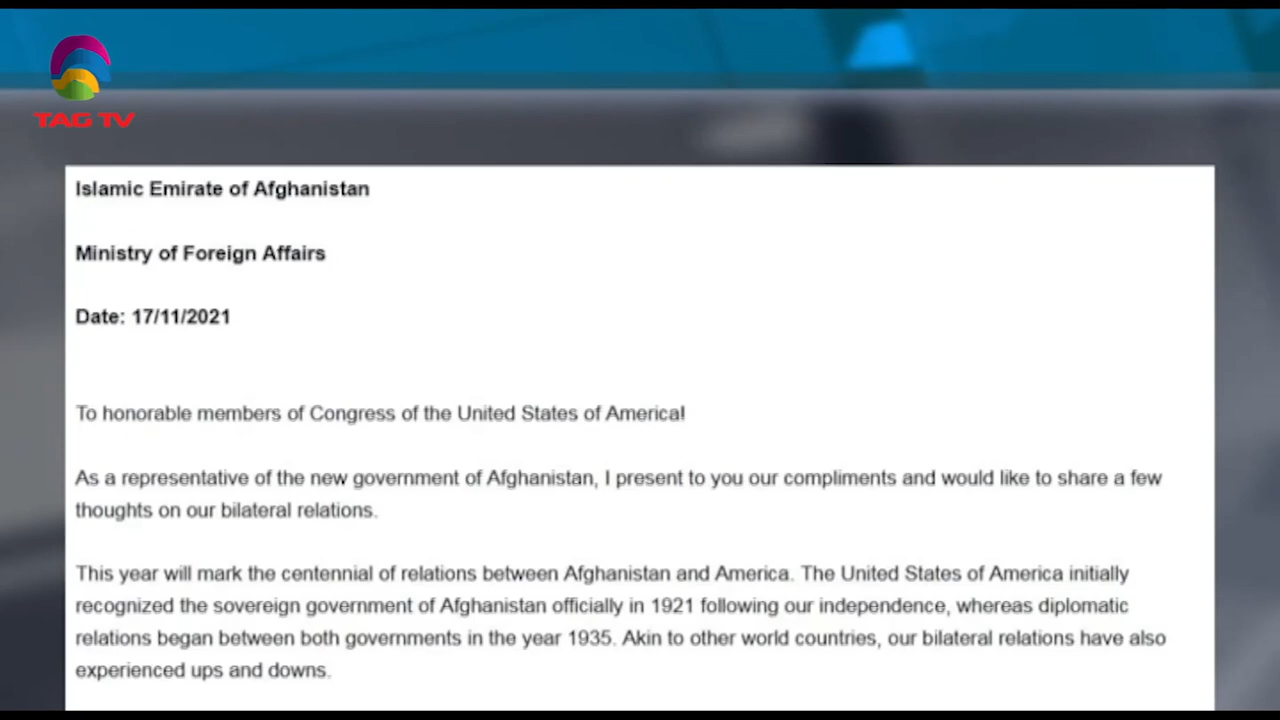 TAG TV
Islamic Emirate of Afghanistan
Ministry of Foreign Affairs
Date: 17/11/2021
To honorable members of Congress of the United States of America!
As a representative of the new government of Afghanistan, I present to you our compliments and would like to share a few
thoughts on our bilateral relations.
This year will mark the centennial of relations between Afghanistan and America. The United States of America initially
recognized the sovereign government of Afghanistan officially in 1921 following our independence, whereas diplomatic
relations began between both governments in the year 1935. Akin to other world countries, our bilateral relations have also
experienced ups and downs.